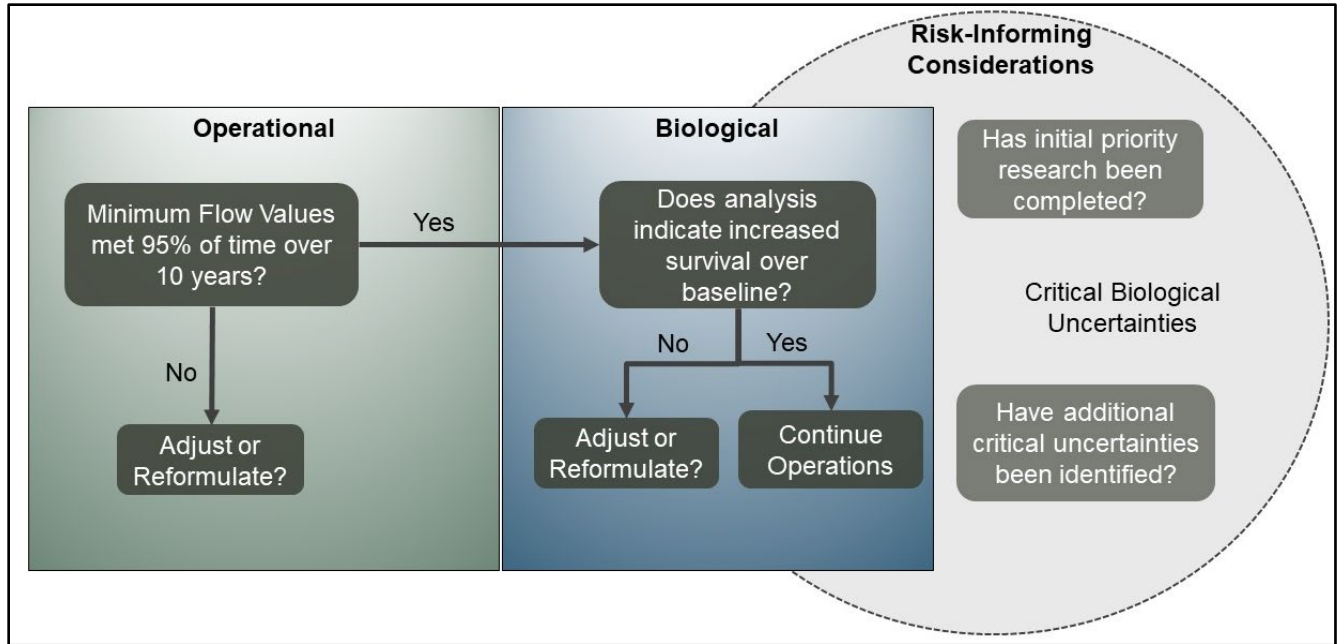 Risk-Informing
Considerations
Operational
Biological
Minimum Flow Values
met 95% of time over
10 years?
Yes
No
Adjust or
Reformulate?
Does analysis
indicate increased
survival over
baseline?
No
Yes
Adjust or
Reformulate?
Continue
Operations
Has initial priority
research been
completed?
Critical Biological
Uncertainties
Have additional
critical uncertainties
been identified?